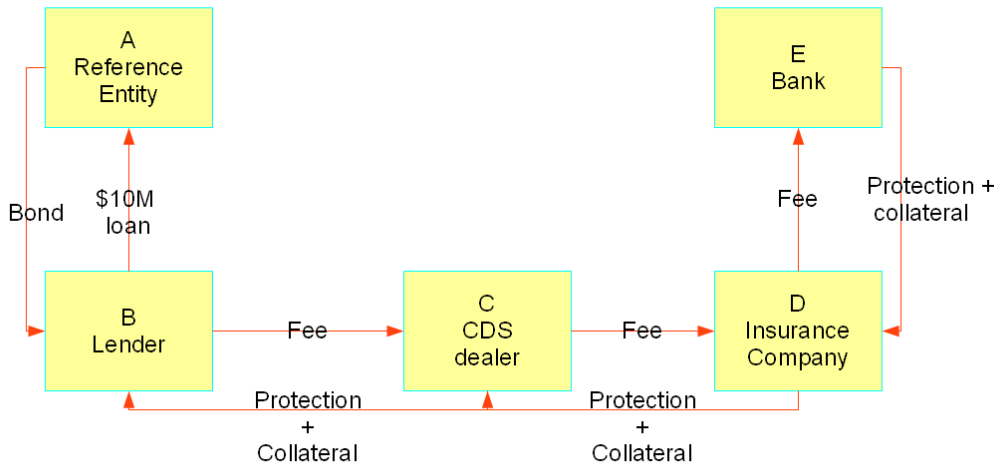 A
Reference
Entity
E
Bank
Bond
$10M
loan
Fee
Protection +
collateral
B
Lender
Fee
C
CDS
dealer
Fee
D
Insurance
Company
Protection
+
Collateral
Protection
+
Collateral